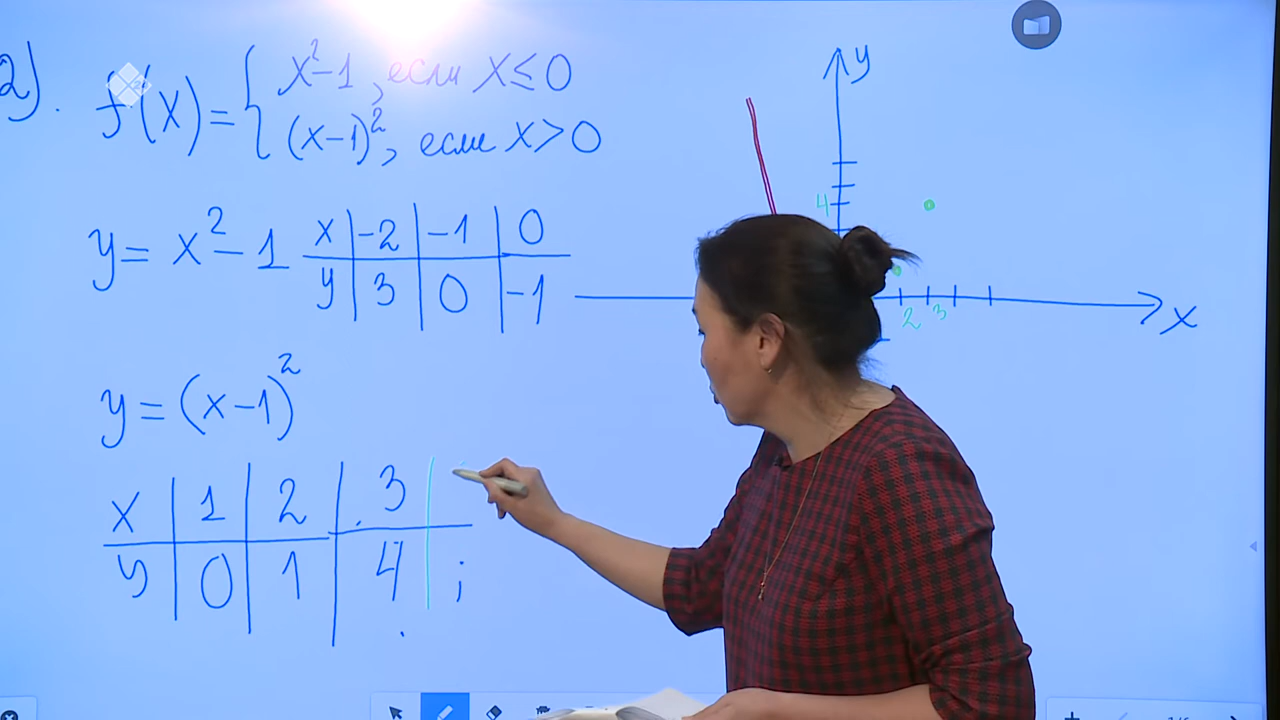 2). f(x) = { x²-1, если x ≤ 0
(x-1)², если x > 0
y = x²-1
x | -2 | -1 | 0
y | 3 | 0 | -1
y = (x-1)²
x | 1 | 2 | 3 |
y | 0 | 1 | 4 | ;
y
4
2 3
x